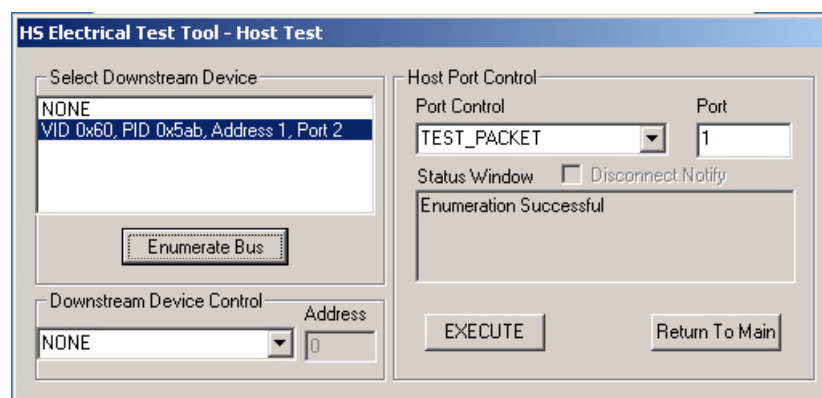 HS Electrical Test Tool - Host Test
Select Downstream Device
NONE
VID 0x60, PID 0x5ab, Address 1, Port 2
Enumerate Bus
Downstream Device Control
Address
NONE
0
Host Port Control
Port Control
Port
TEST_PACKET
1
Status Window
Disconnect Notify
Enumeration Successful
EXECUTE
Return To Main